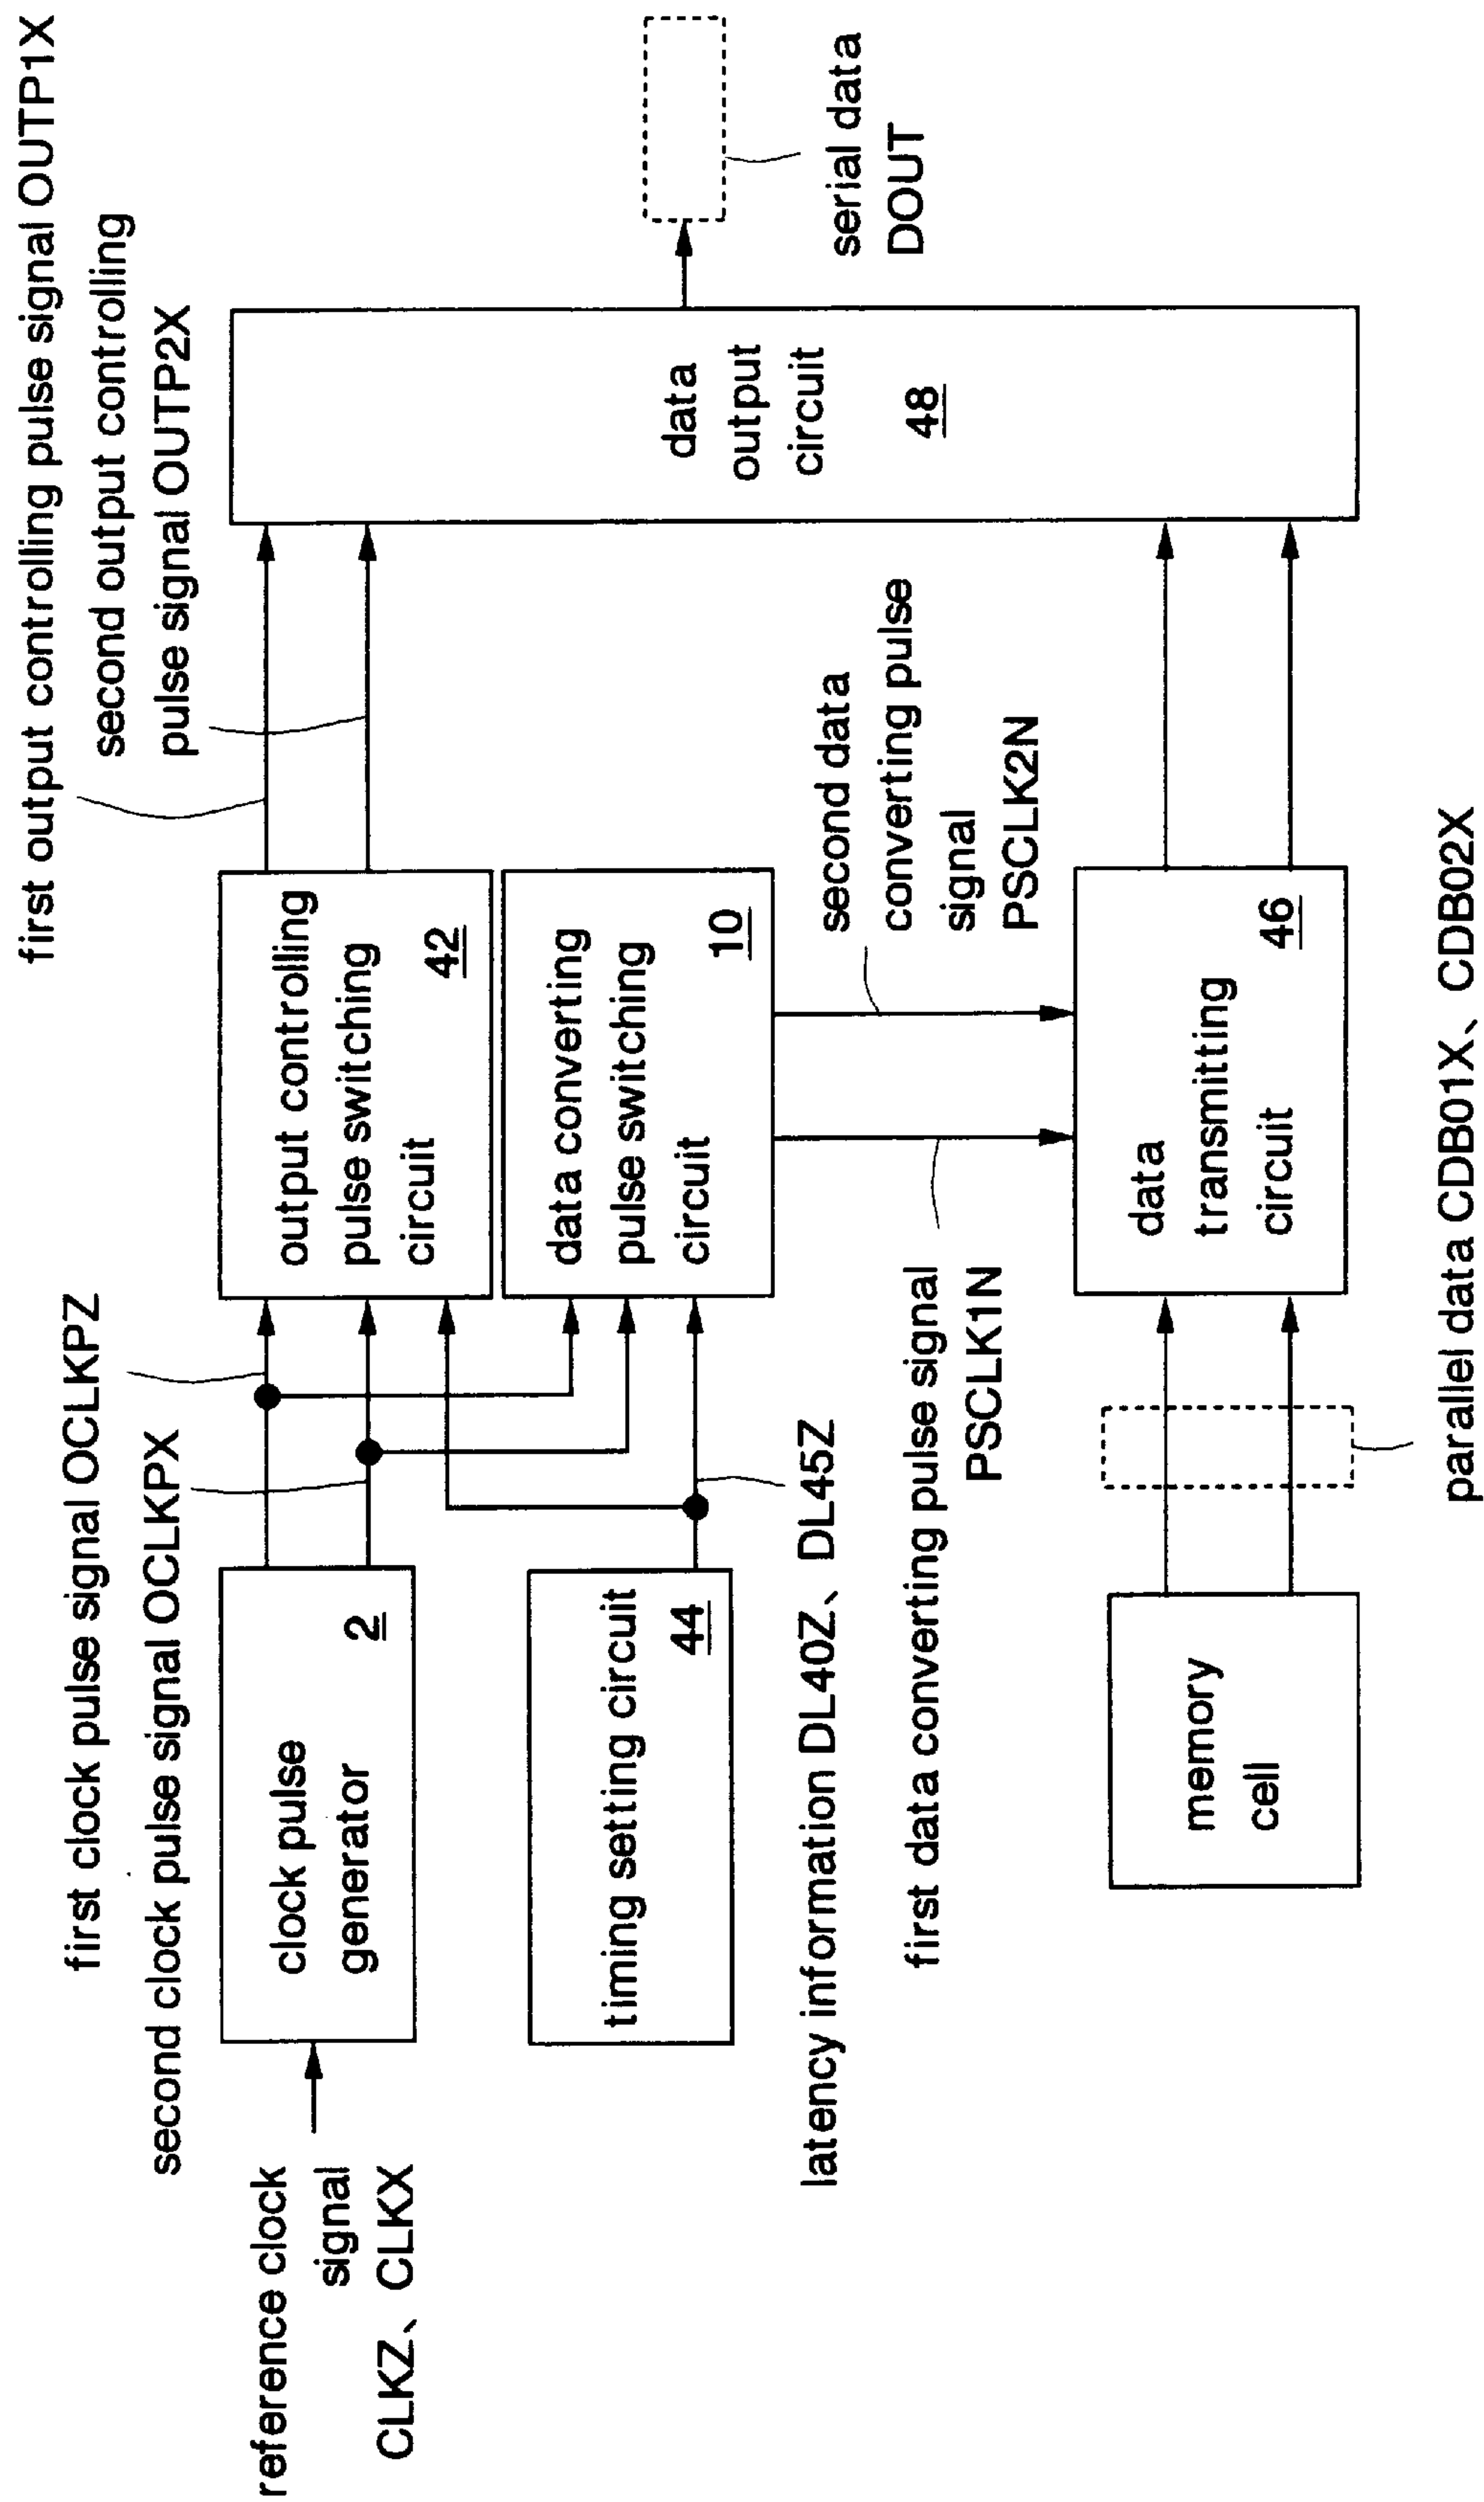 first output controlling pulse signal OUTP1X
second output controlling
pulse signal OUTP2X
first clock pulse signal OCLKPZ
second clock pulse signal OCLKPX
reference clock
signal
CLKZ、CLKX
clock pulse
generator
2
output controlling
pulse switching
circuit
42
data converting
pulse switching
circuit
10
timing setting circuit
44
latency information DL40Z、DL45Z
first data converting pulse signal
PSCLK1N
second data
converting pulse
signal
PSCLK2N
data
output
circuit
48
serial data
DOUT
memory
cell
data
transmitting
circuit
46
parallel data CDB01X、CDB02X